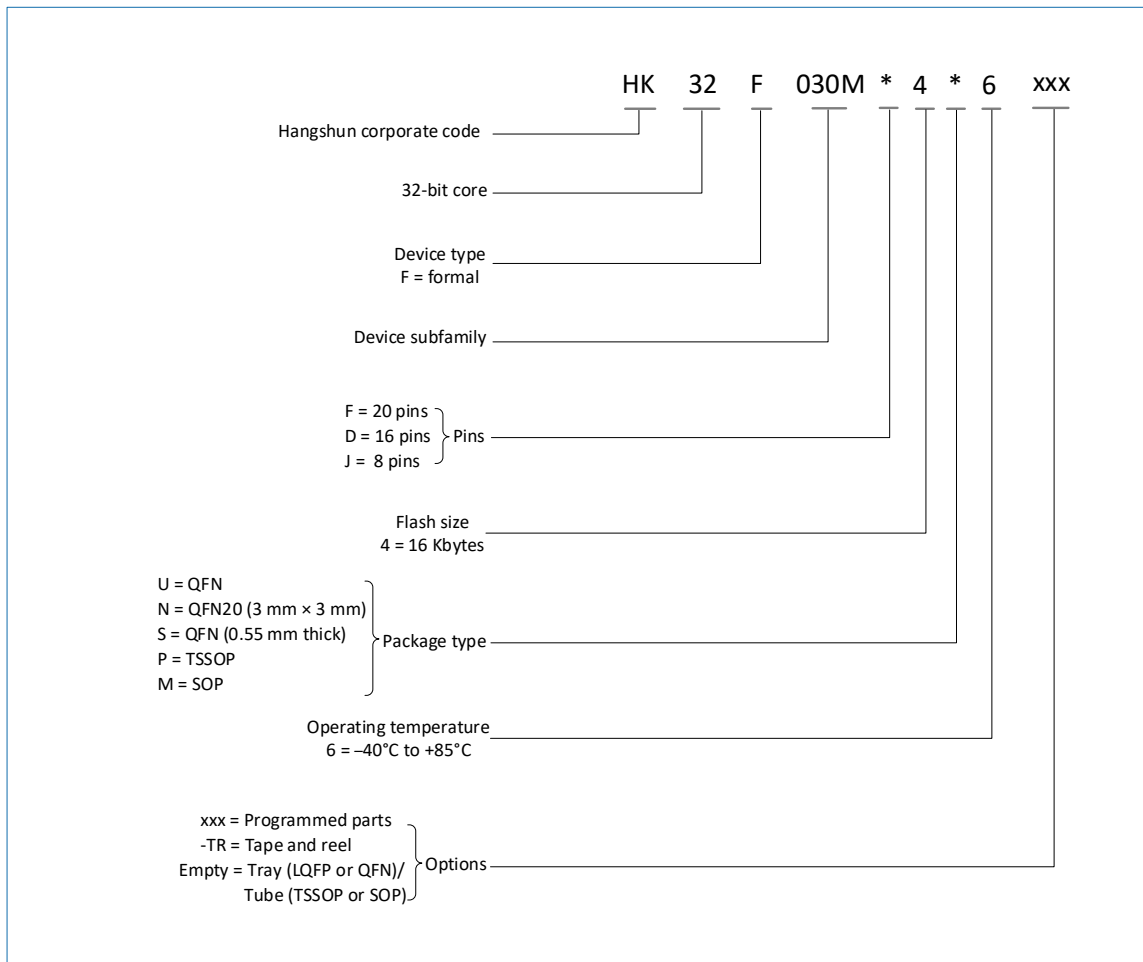 HK 32 F 030M * 4 * 6 xxx
Hangshun corporate code
32-bit core
Device type
F = formal
Device subfamily
F = 20 pins
D = 16 pins
J = 8 pins
Pins
Flash size
4 = 16 Kbytes
U = QFN
N = QFN20 (3 mm × 3 mm)
S = QFN (0.55 mm thick)
P = TSSOP
M = SOP
Package type
Operating temperature
6 = –40°C to +85°C
xxx = Programmed parts
-TR = Tape and reel
Empty = Tray (LQFP or QFN)/
Tube (TSSOP or SOP)
Options